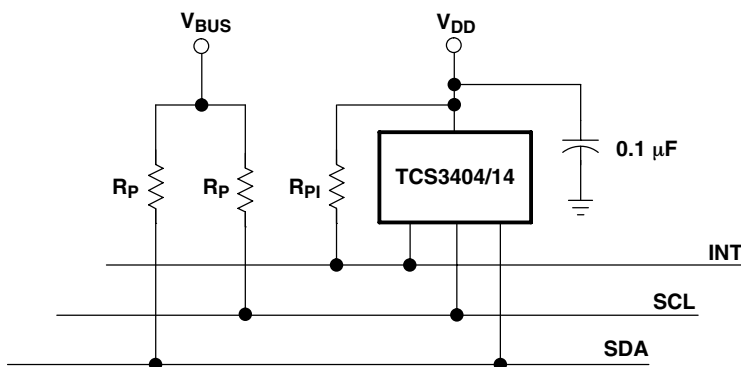 VBUS
VDD
RP
RP
RPI
TCS3404/14
0.1 μF
INT
SCL
SDA